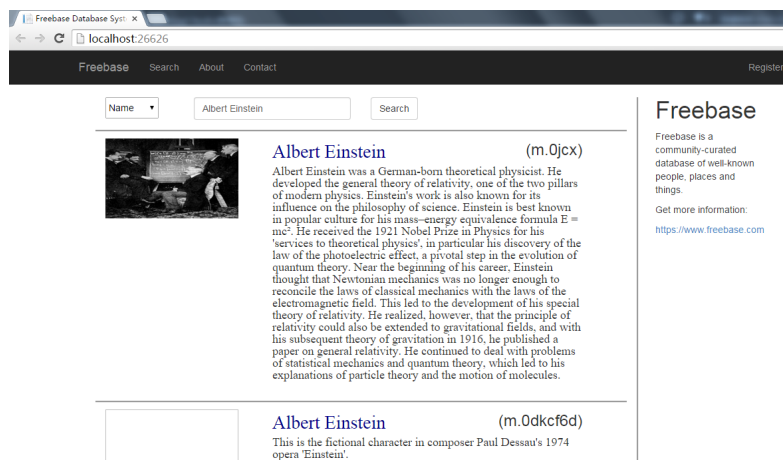 Freebase Database Syst
localhost:26626
Freebase Search About Contact Register
Name Albert Einstein Search
Albert Einstein (m.0jcx)
Albert Einstein was a German-born theoretical physicist. He
developed the general theory of relativity, one of the two pillars
of modern physics. Einstein's work is also known for its
influence on the philosophy of science. Einstein is best known
in popular culture for his mass–energy equivalence formula E =
mc². He received the 1921 Nobel Prize in Physics for his
'services to theoretical physics', in particular his discovery of the
law of the photoelectric effect, a pivotal step in the evolution of
quantum theory. Near the beginning of his career, Einstein
thought that Newtonian mechanics was no longer enough to
reconcile the laws of classical mechanics with the laws of the
electromagnetic field. This led to the development of his special
theory of relativity. He realized, however, that the principle of
relativity could also be extended to gravitational fields, and with
his subsequent theory of gravitation in 1916, he published a
paper on general relativity. He continued to deal with problems
of statistical mechanics and quantum theory, which led to his
explanations of particle theory and the motion of molecules.
Albert Einstein (m.0dkcf6d)
This is the fictional character in composer Paul Dessau's 1974
opera 'Einstein'.
Freebase
Freebase is a
community-curated
database of well-known
people, places and
things.
Get more information:
https://www.freebase.com